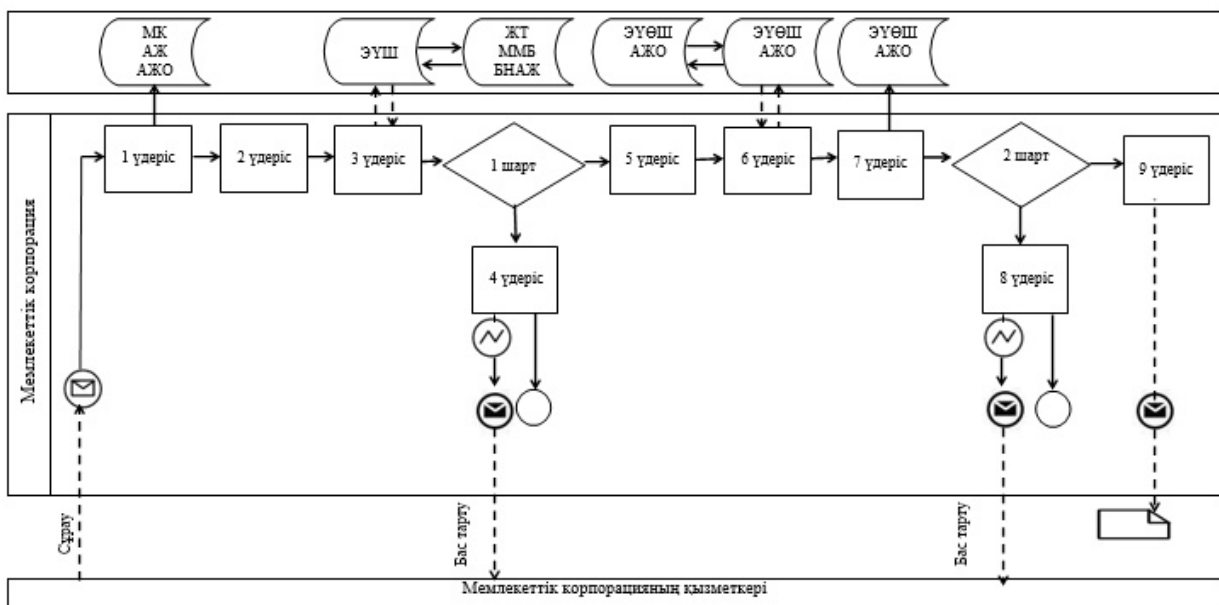 МК
АЖ
АЖО
ЭҮШ
ЖТ
ММБ
БНАЖ
ЭҮӨШ
АЖО
ЭҮӨШ
АЖО
ЭҮӨШ
АЖО
Мемлекеттік корпорация
1 үдеріс
2 үдеріс
3 үдеріс
1 шарт
5 үдеріс
6 үдеріс
7 үдеріс
2 шарт
9 үдеріс
4 үдеріс
8 үдеріс
Сұрау
Бас тарту
Бас тарту
Мемлекеттік корпорацияның қызметкері